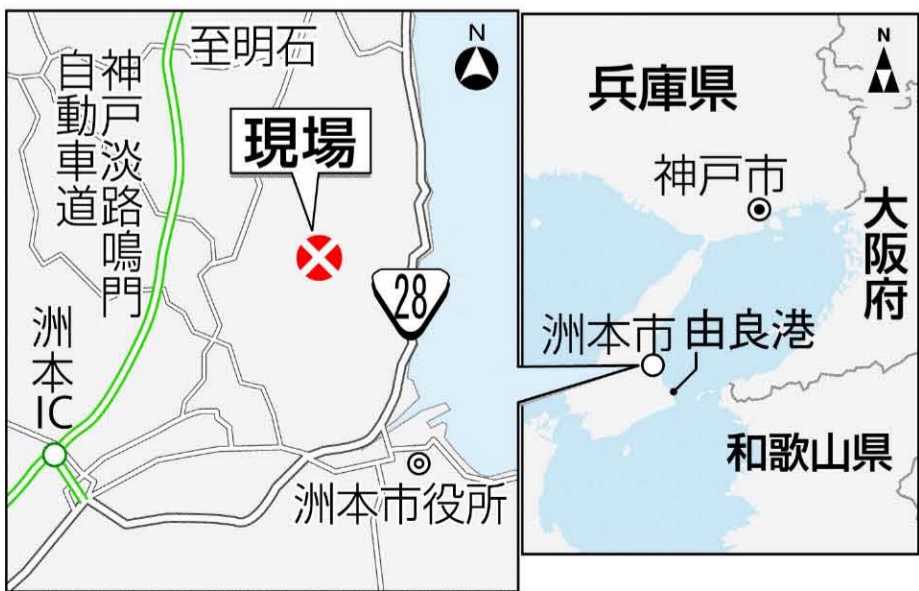 至明石
N
神戸淡路鳴門
自動車道
現場
28
洲本IC
洲本市役所
N
兵庫県
神戸市
大阪府
洲本市
由良港
和歌山県